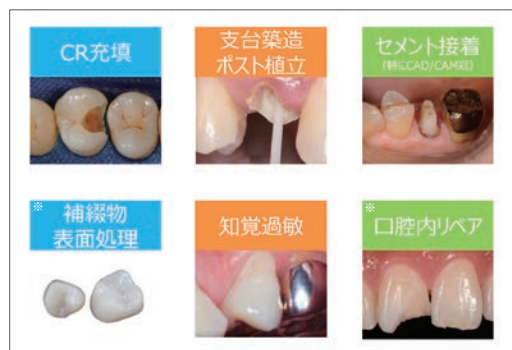 CR充填
支台築造
ポスト植立
セメント接着
(特にCAD/CAM冠)
※
補綴物
表面処理
知覚過敏
※
口腔内リペア